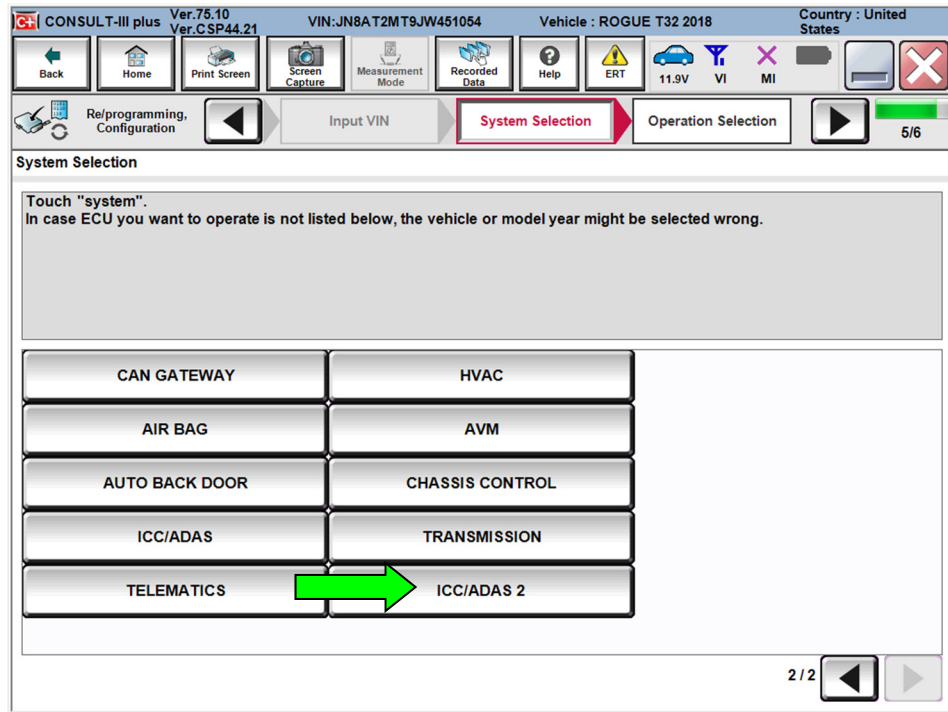 C+ CONSULT-III plus Ver.75.10
Ver.CSP44.21
VIN:JN8AT2MT9JW451054
Vehicle : ROGUE T32 2018
Country : United
States
Back
Home
Print Screen
Screen
Capture
Measurement
Mode
Recorded
Data
Help
ERT
11.9V
VI
MI
Re/programming,
Configuration
Input VIN
System Selection
Operation Selection
5/6
System Selection
Touch "system".
In case ECU you want to operate is not listed below, the vehicle or model year might be selected wrong.
CAN GATEWAY
HVAC
AIR BAG
AVM
AUTO BACK DOOR
CHASSIS CONTROL
ICC/ADAS
TRANSMISSION
TELEMATICS
ICC/ADAS 2
2/2